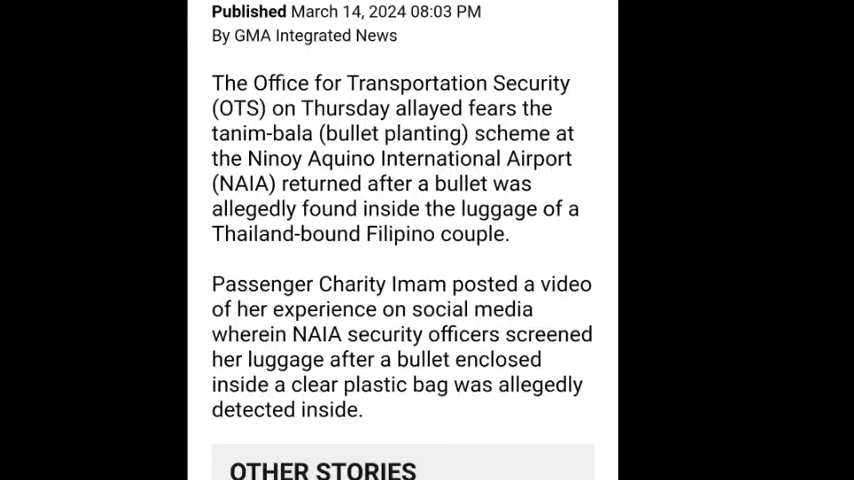 Published March 14, 2024 08:03 PM
By GMA Integrated News
The Office for Transportation Security
(OTS) on Thursday allayed fears the
tanim-bala (bullet planting) scheme at
the Ninoy Aquino International Airport
(NAIA) returned after a bullet was
allegedly found inside the luggage of a
Thailand-bound Filipino couple.
Passenger Charity Imam posted a video
of her experience on social media
wherein NAIA security officers screened
her luggage after a bullet enclosed
inside a clear plastic bag was allegedly
detected inside.
OTHER STORIES